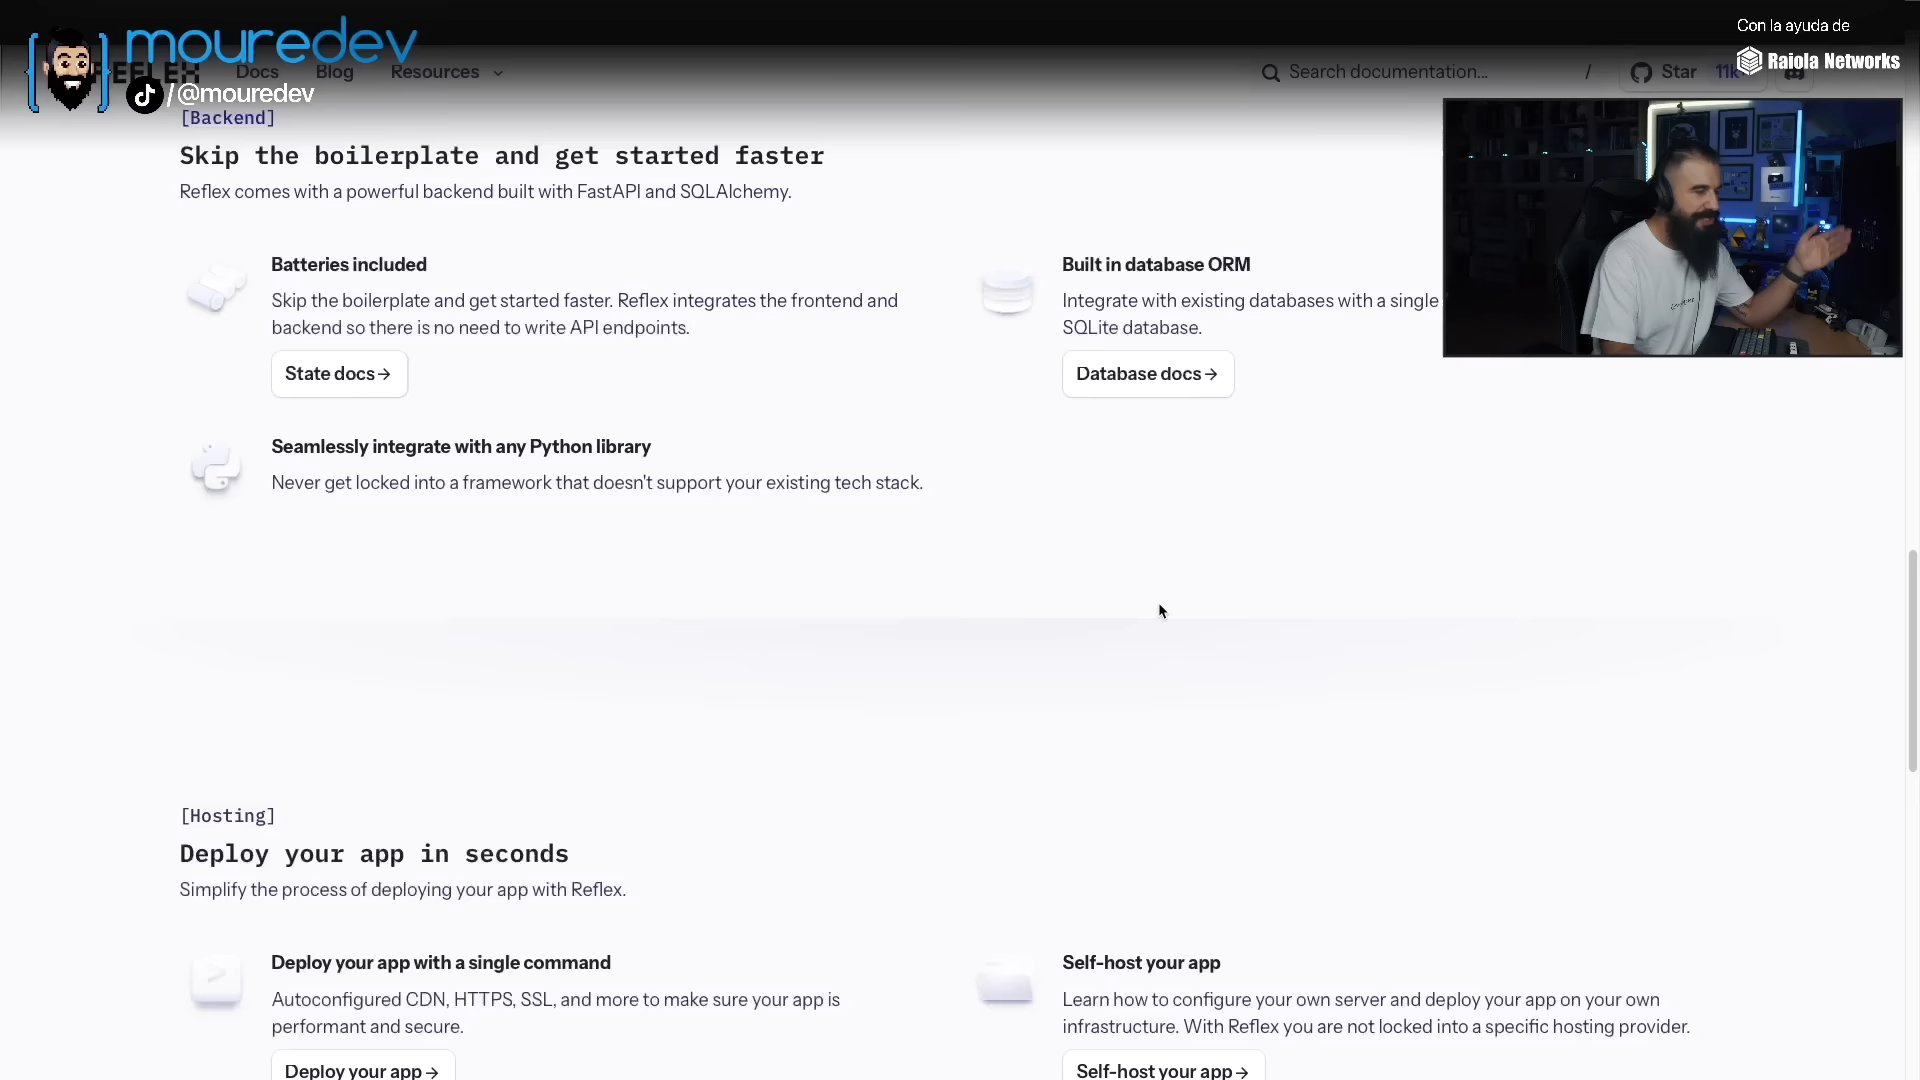 mouredev
/@mouredev
Con la ayuda de
Raiola Networks
Docs
Blog
Resources
Search documentation...
/
Star
11k
[Backend]
Skip the boilerplate and get started faster
Reflex comes with a powerful backend built with FastAPI and SQLAlchemy.
Batteries included
Skip the boilerplate and get started faster. Reflex integrates the frontend and
backend so there is no need to write API endpoints.
State docs→
Built in database ORM
Integrate with existing databases with a single
SQLite database.
Database docs→
Seamlessly integrate with any Python library
Never get locked into a framework that doesn't support your existing tech stack.
[Hosting]
Deploy your app in seconds
Simplify the process of deploying your app with Reflex.
Deploy your app with a single command
Autoconfigured CDN, HTTPS, SSL, and more to make sure your app is
performant and secure.
Deploy your app→
Self-host your app
Learn how to configure your own server and deploy your app on your own
infrastructure. With Reflex you are not locked into a specific hosting provider.
Self-host your app→